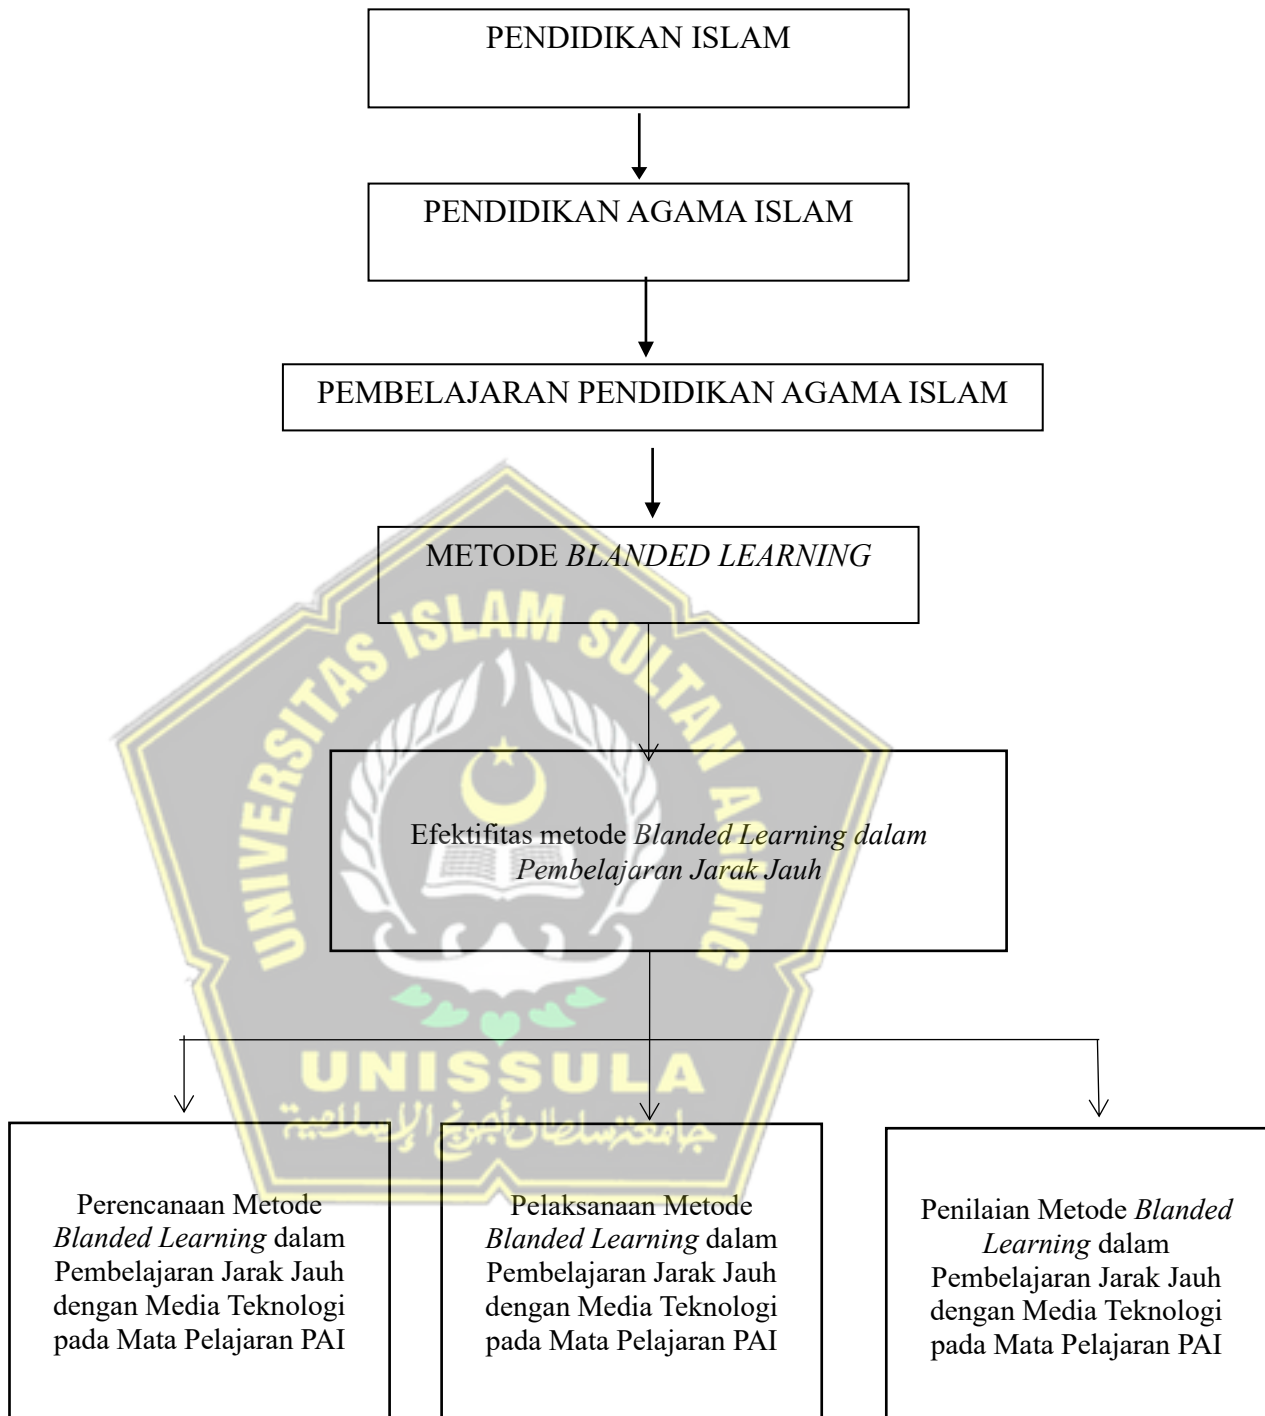 PENDIDIKAN ISLAM
PENDIDIKAN AGAMA ISLAM
PEMBELAJARAN PENDIDIKAN AGAMA ISLAM
METODE BLANDED LEARNING
UNIVERSITAS ISLAM SULTAN AGUNG
Efektifitas metode Blanded Learning dalam
Pembelajaran Jarak Jauh
UNISSULA
جامعتسلطان أجونج الإسلامية
Perencanaan Metode
Blanded Learning dalam
Pembelajaran Jarak Jauh
dengan Media Teknologi
pada Mata Pelajaran PAI
Pelaksanaan Metode
Blanded Learning dalam
Pembelajaran Jarak Jauh
dengan Media Teknologi
pada Mata Pelajaran PAI
Penilaian Metode Blanded
Learning dalam
Pembelajaran Jarak Jauh
dengan Media Teknologi
pada Mata Pelajaran PAI